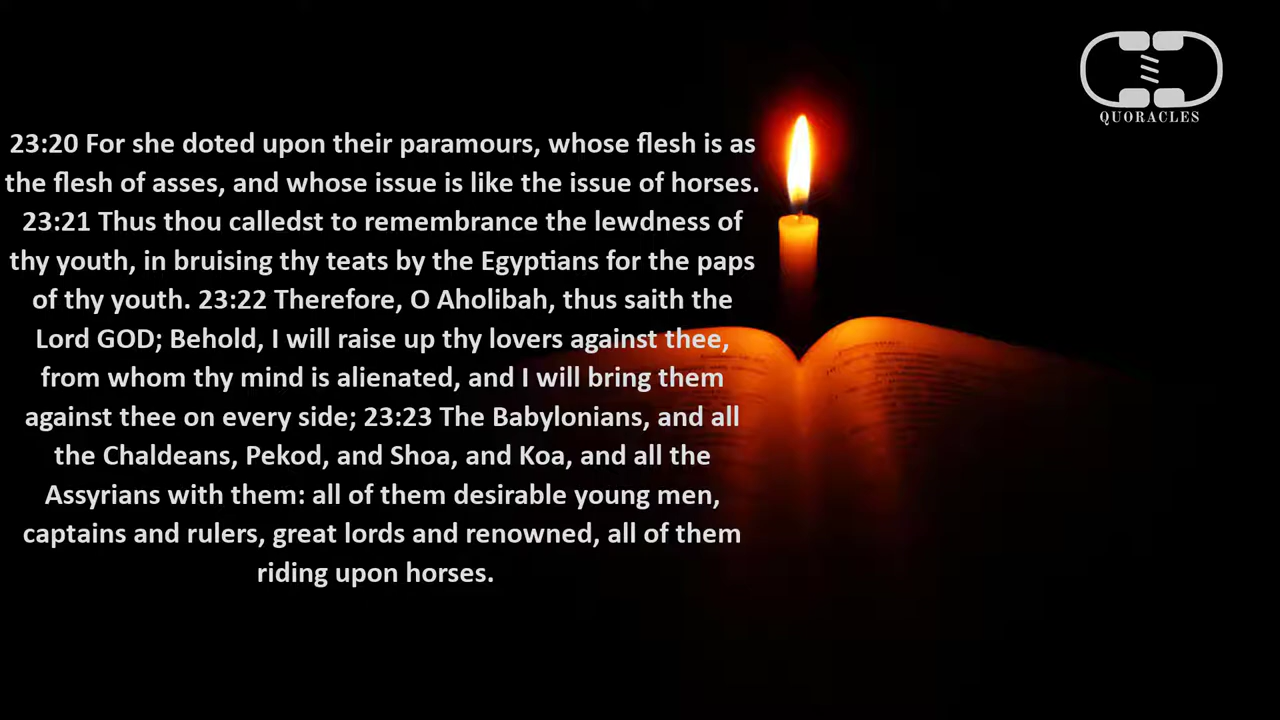 QUORACLES
23:20 For she doted upon their paramours, whose flesh is as
the flesh of asses, and whose issue is like the issue of horses.
23:21 Thus thou calledst to remembrance the lewdness of
thy youth, in bruising thy teats by the Egyptians for the paps
of thy youth. 23:22 Therefore, O Aholibah, thus saith the
Lord GOD; Behold, I will raise up thy lovers against thee,
from whom thy mind is alienated, and I will bring them
against thee on every side; 23:23 The Babylonians, and all
the Chaldeans, Pekod, and Shoa, and Koa, and all the
Assyrians with them: all of them desirable young men,
captains and rulers, great lords and renowned, all of them
riding upon horses.